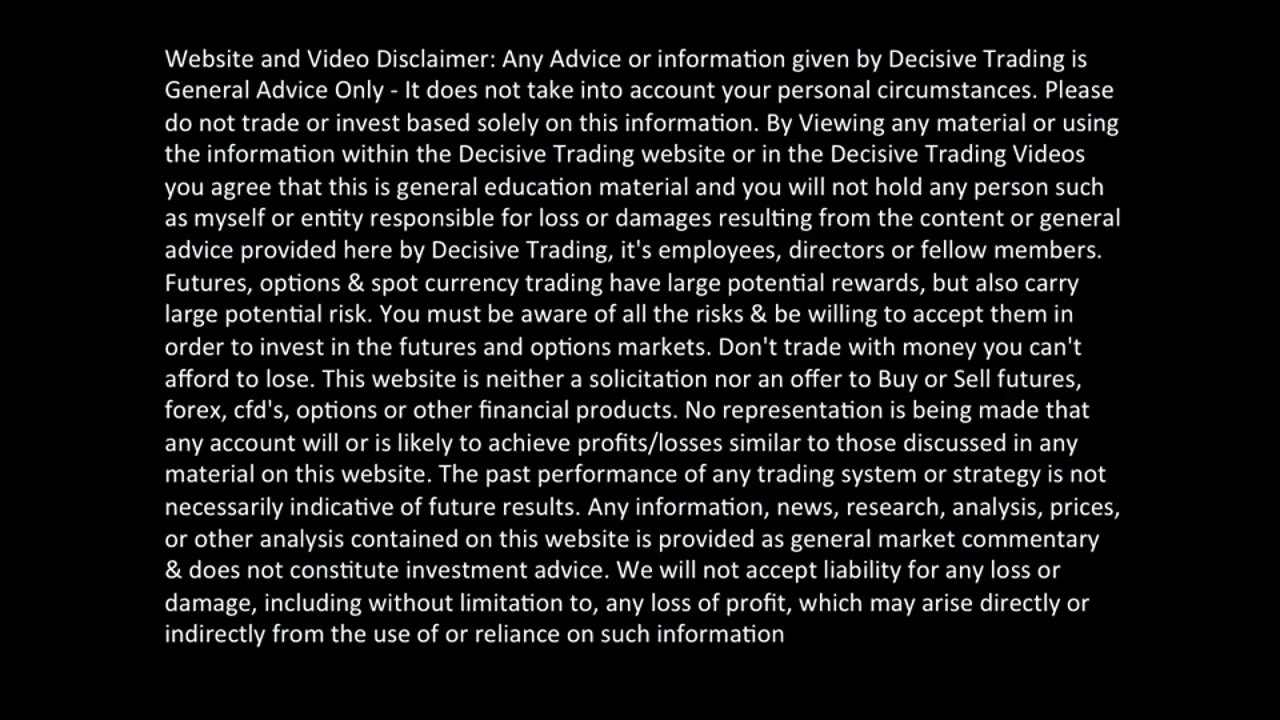 Website and Video Disclaimer: Any Advice or information given by Decisive Trading is
General Advice Only - It does not take into account your personal circumstances. Please
do not trade or invest based solely on this information. By Viewing any material or using
the information within the Decisive Trading website or in the Decisive Trading Videos
you agree that this is general education material and you will not hold any person such
as myself or entity responsible for loss or damages resulting from the content or general
advice provided here by Decisive Trading, it's employees, directors or fellow members.
Futures, options & spot currency trading have large potential rewards, but also carry
large potential risk. You must be aware of all the risks & be willing to accept them in
order to invest in the futures and options markets. Don't trade with money you can't
afford to lose. This website is neither a solicitation nor an offer to Buy or Sell futures,
forex, cfd's, options or other financial products. No representation is being made that
any account will or is likely to achieve profits/losses similar to those discussed in any
material on this website. The past performance of any trading system or strategy is not
necessarily indicative of future results. Any information, news, research, analysis, prices,
or other analysis contained on this website is provided as general market commentary
& does not constitute investment advice. We will not accept liability for any loss or
damage, including without limitation to, any loss of profit, which may arise directly or
indirectly from the use of or reliance on such information